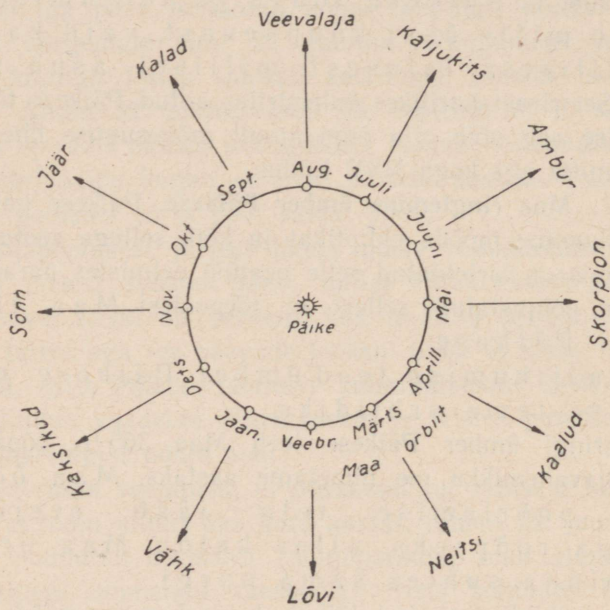 Veevalaja
Kaljukits
Ambur
Skorpion
Kaalud
Neitsi
Lõvi
Vähk
Kaksikud
Sõnn
Jäär
Kalad
Aug.
Juuli
Juuni
Mai
Aprill
Märts
Veebr.
Jaan.
Dets
Nov.
Okt
Sept.
Päike
Maa orbiit